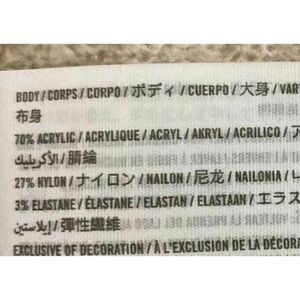 BODY / CORPS / CORPO / ボディ / CUERPO / 大身 / VAR
布身
70% ACRYLIC / ACRYLIQUE / ACRYL / AKRYL / ACRILICO / ア
الأكريليك / 腈綸
27% NYLON / ナイロン / NAILON / 尼龙 / NAILONIA /
3% ELASTANE / ÉLASTANE / ELASTAN / ELASTAAN / エラス
إيلاستين / 彈性纖維
EXCLUSIVE OF DECORATION / À L'EXCLUSION DE LA DÉCORA